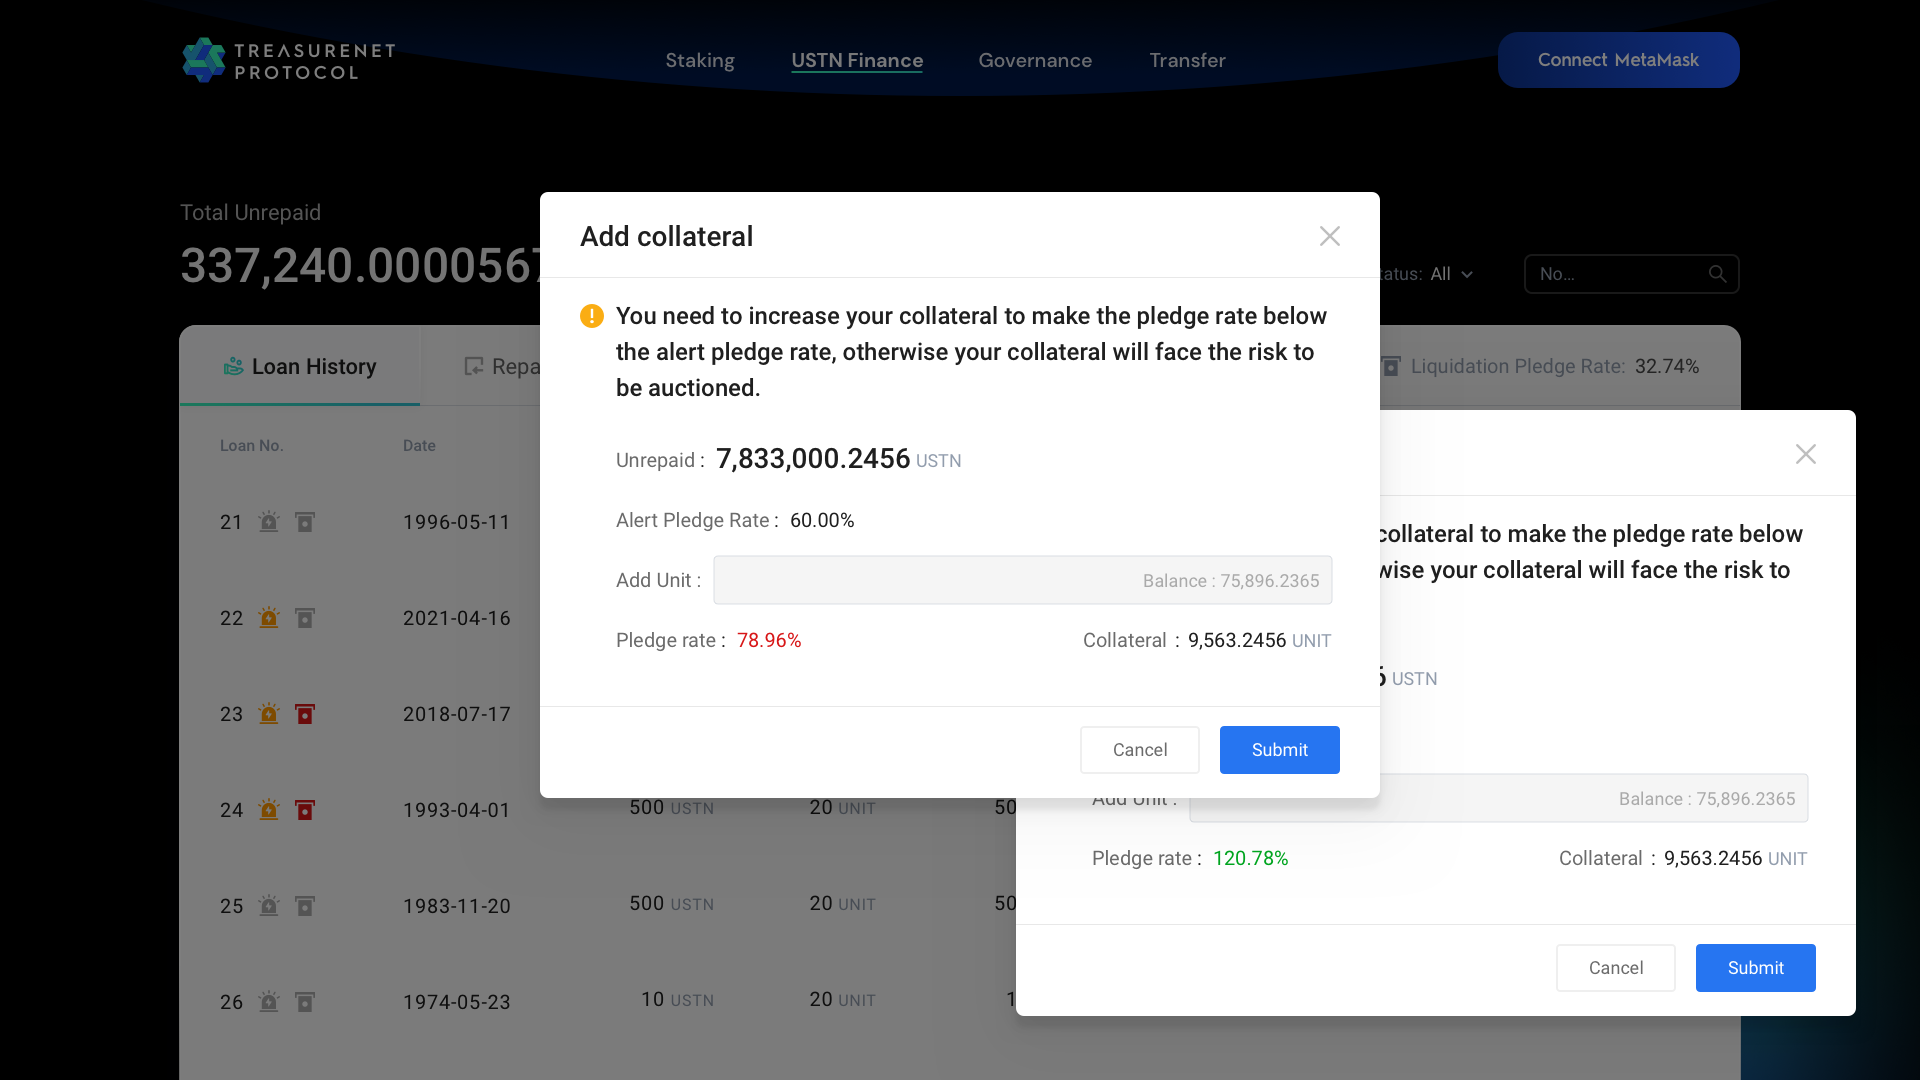 TREASURENET
PROTOCOL
Staking
USTN Finance
Governance
Transfer
Connect MetaMask
Total Unrepaid
337,240.0000567
Status: All
No...
Loan History
Liquidation Pledge Rate: 32.74%
Loan No.
Date
21 1996-05-11
22 2021-04-16
23 2018-07-17
24 1993-04-01 500 USTN 20 UNIT 50
25 1983-11-20 500 USTN 20 UNIT 50
26 1974-05-23 10 USTN 20 UNIT 1
Add collateral
You need to increase your collateral to make the pledge rate below
the alert pledge rate, otherwise your collateral will face the risk to
be auctioned.
Unrepaid : 7,833,000.2456 USTN
Alert Pledge Rate : 60.00%
Add Unit : Balance : 75,896.2365
Pledge rate : 78.96% Collateral : 9,563.2456 UNIT
Cancel
Submit
collateral to make the pledge rate below
wise your collateral will face the risk to
6 USTN
Add Unit : Balance : 75,896.2365
Pledge rate : 120.78% Collateral : 9,563.2456 UNIT
Cancel
Submit